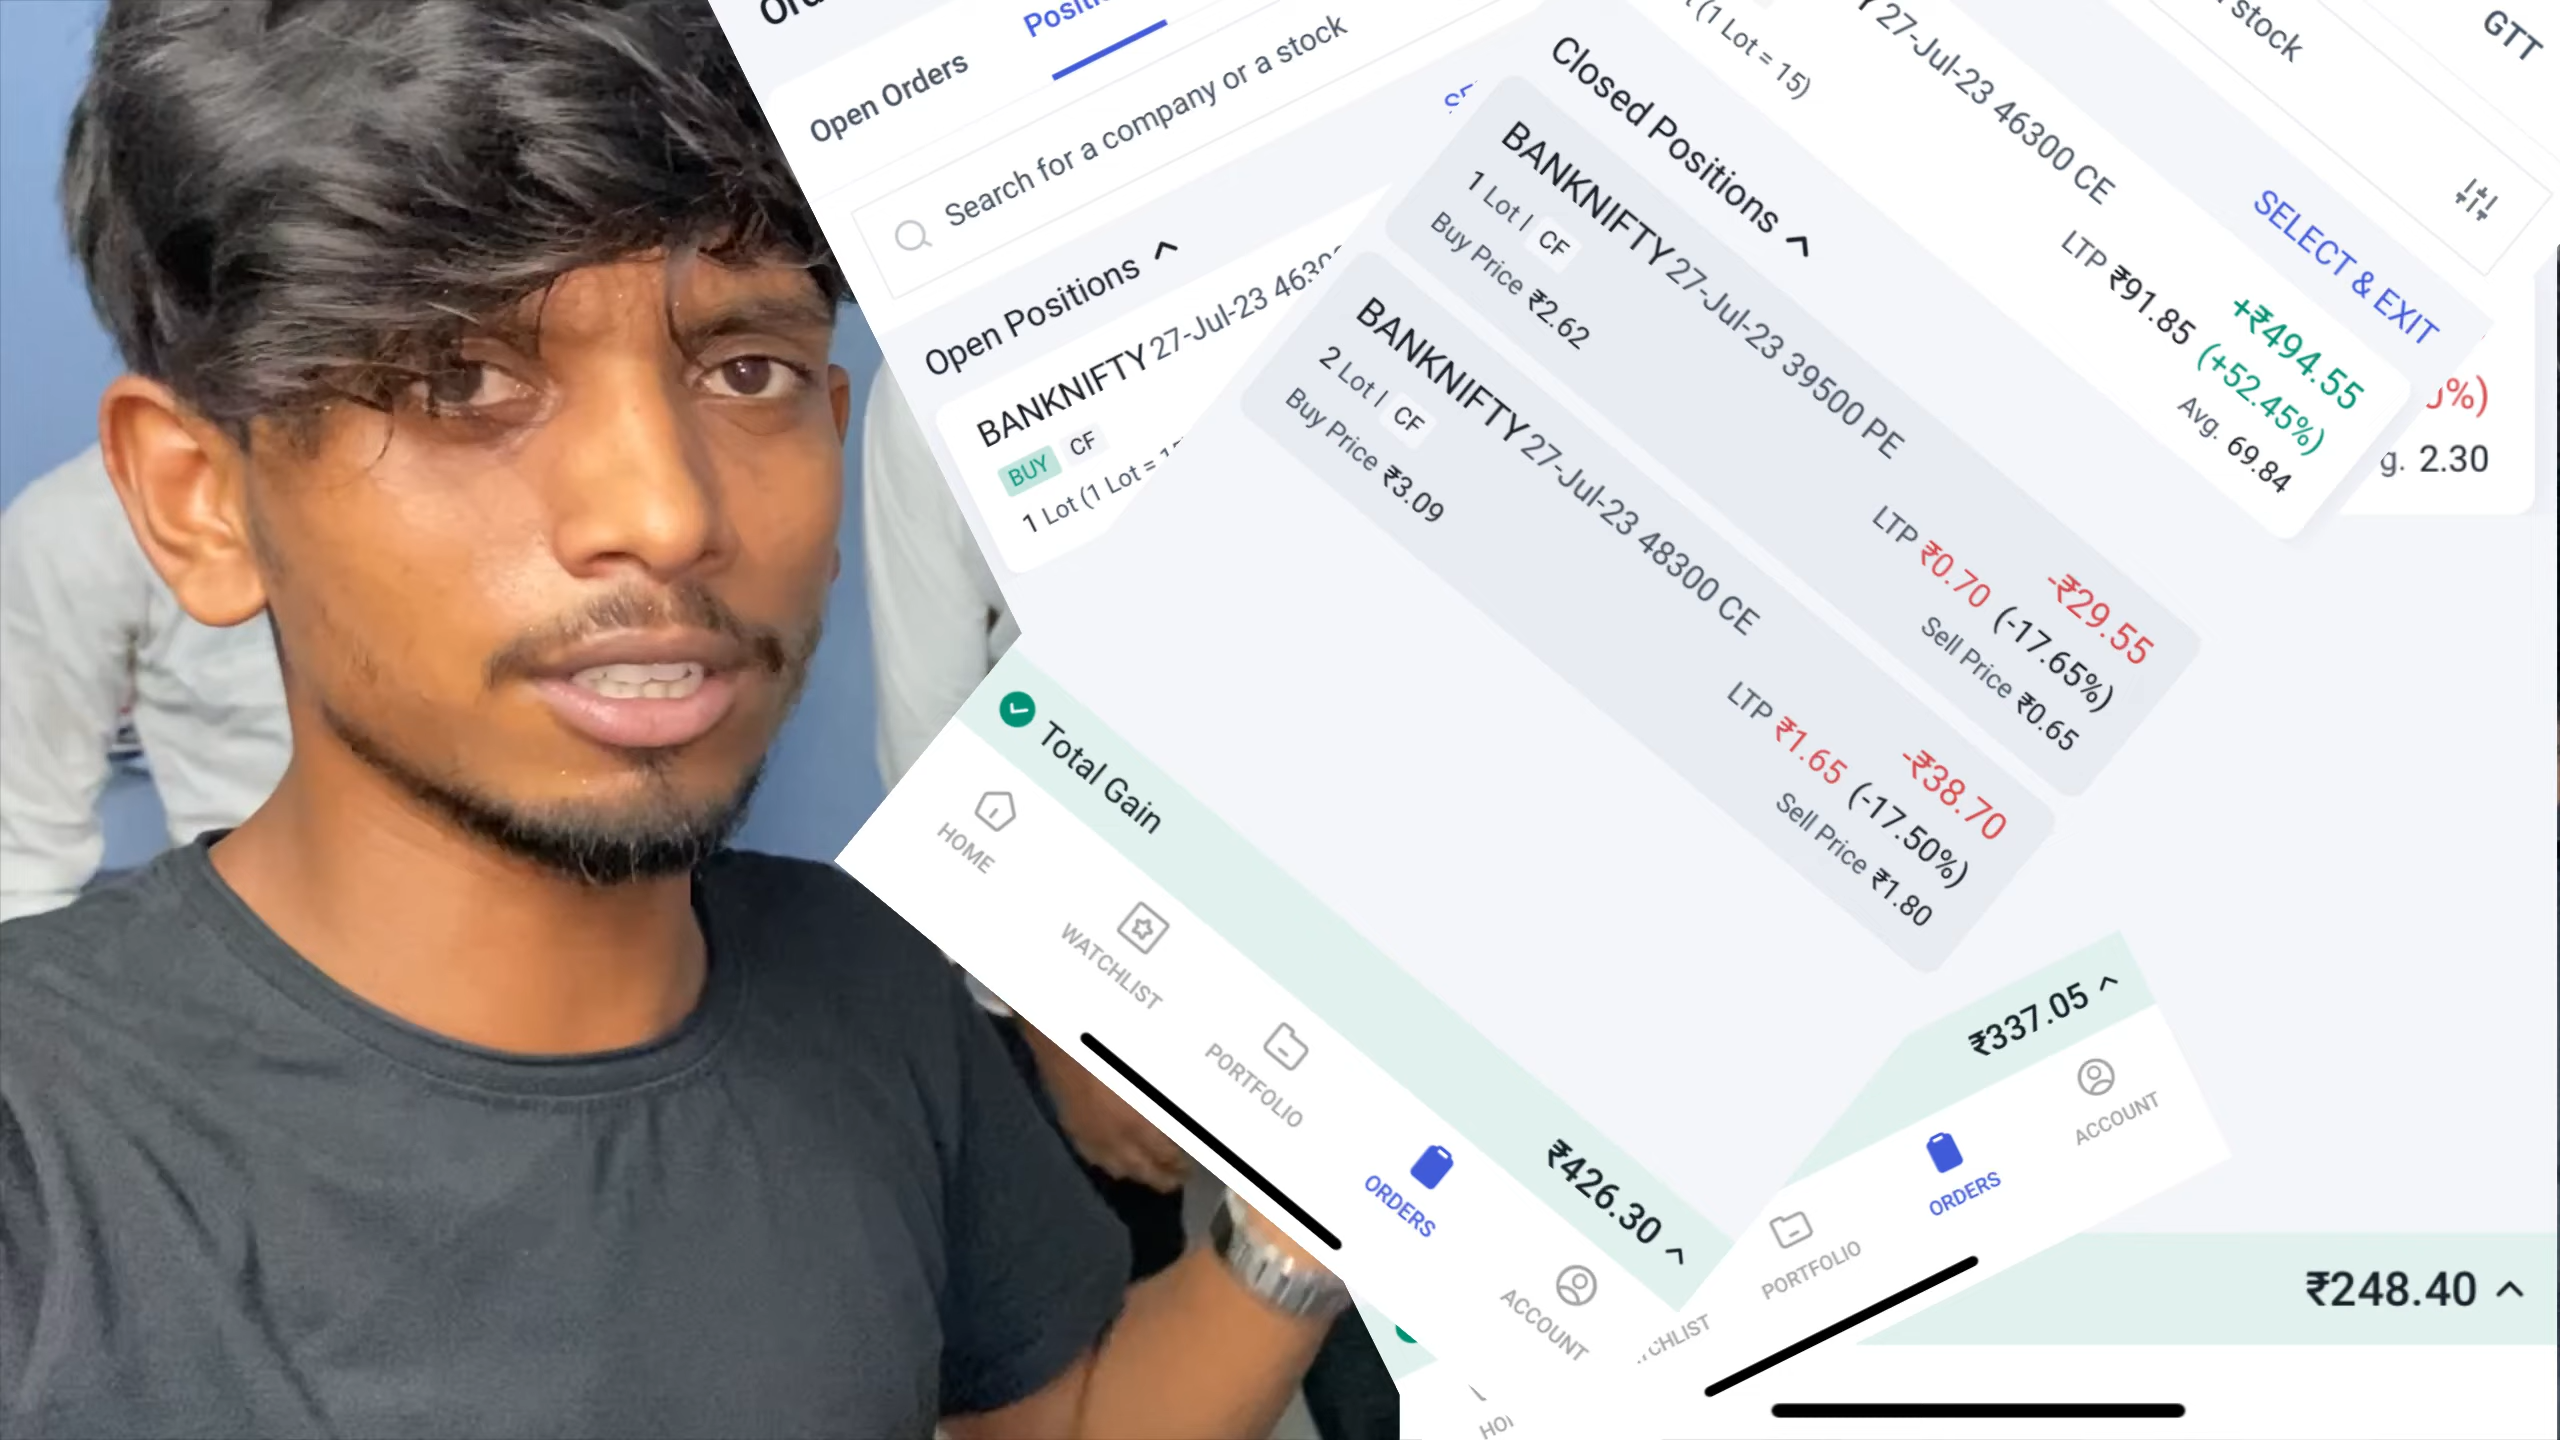 Open Orders
Search for a company or a stock
Open Positions
BANKNIFTY 27-Jul-23
BUY CF
1 Lot (1 Lot =
(1 Lot = 15)
27-Jul-23 46300 CE
stock
GTT
SELECT & EXIT
+₹494.55
LTP ₹91.85 (+52.45%)
Avg. 69.84
%)
2.30
Closed Positions
BANKNIFTY 27-Jul-23 39500 PE
1 Lot | CF
Buy Price ₹2.62
-₹29.55
LTP ₹0.70 (-17.65%)
Sell Price ₹0.65
BANKNIFTY 27-Jul-23 48300 CE
2 Lot | CF
Buy Price ₹3.09
-₹38.70
LTP ₹1.65 (-17.50%)
Sell Price ₹1.80
Total Gain
₹426.30
HOME
WATCHLIST
PORTFOLIO
ORDERS
ACCOUNT
₹337.05
PORTFOLIO
ORDERS
ACCOUNT
₹248.40